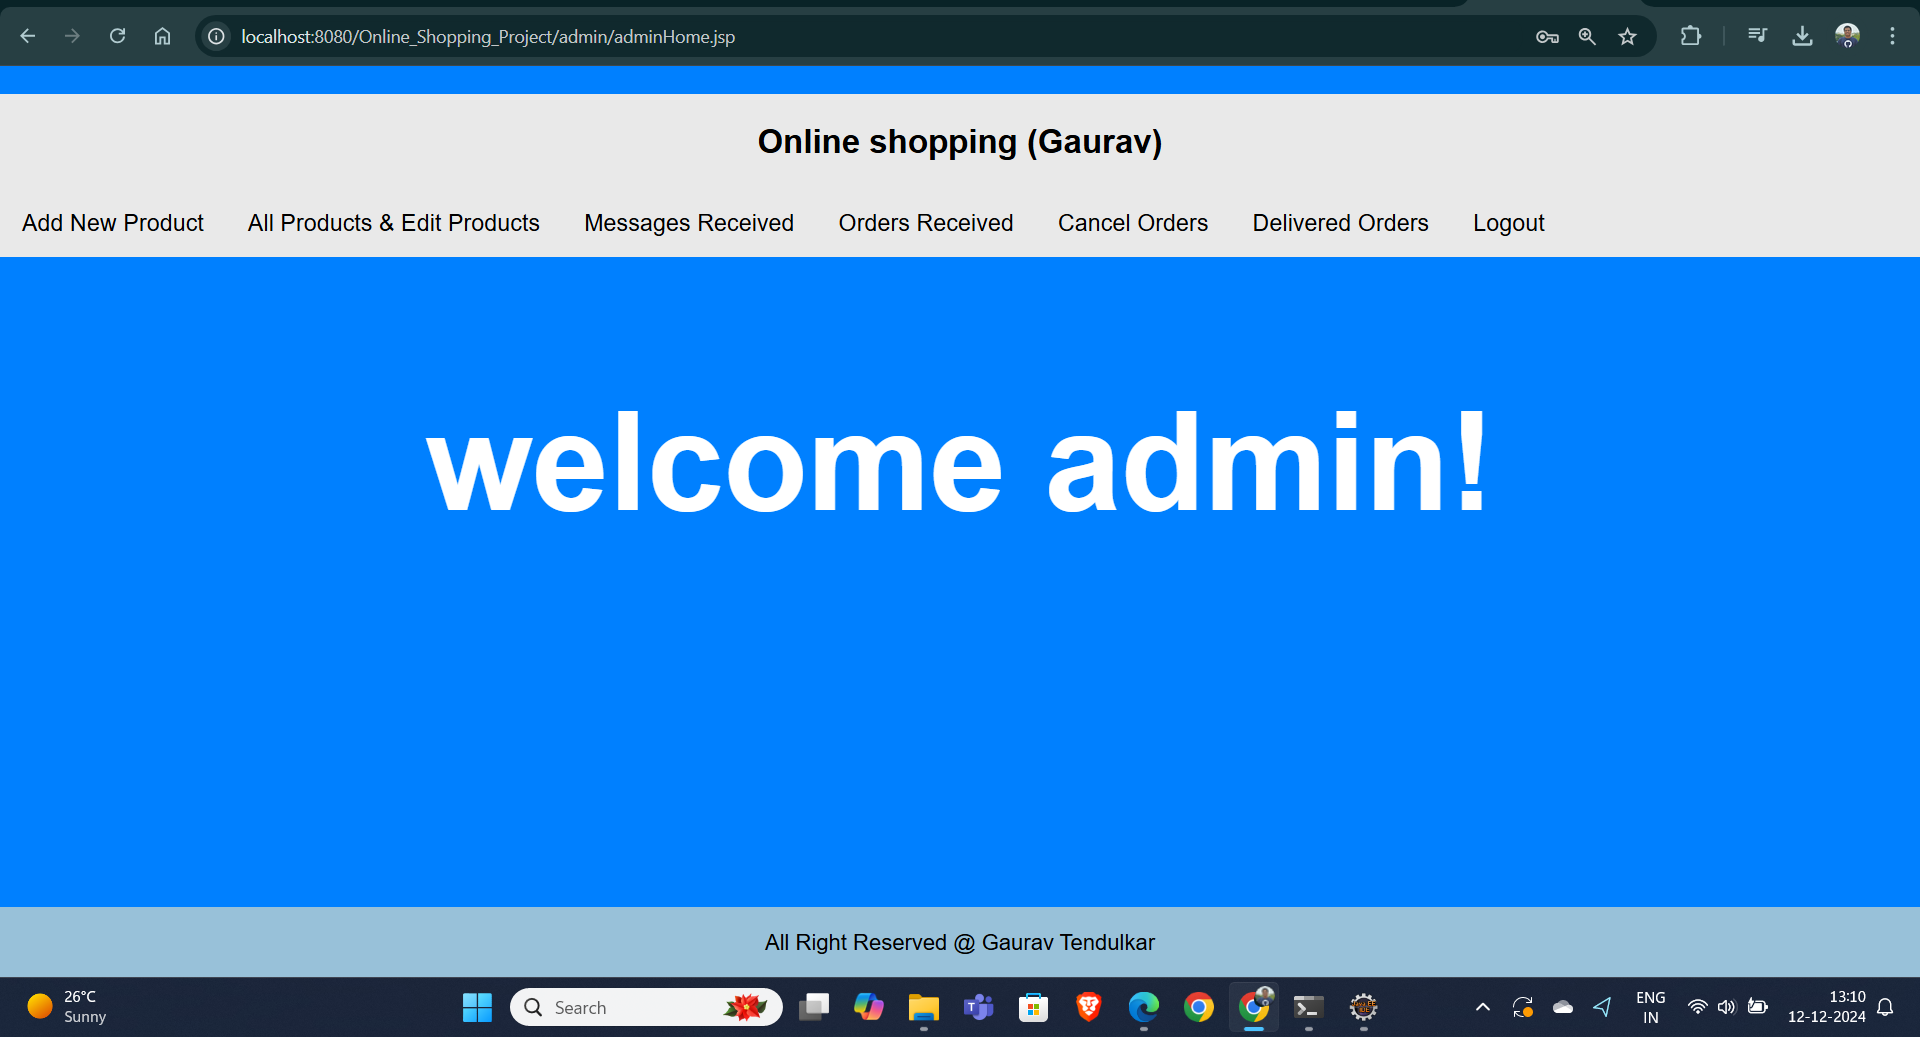 localhost:8080/Online_Shopping_Project/admin/adminHome.jsp
Online shopping (Gaurav)
Add New Product All Products & Edit Products Messages Received Orders Received Cancel Orders Delivered Orders Logout
welcome admin!
All Right Reserved @ Gaurav Tendulkar
26°C
Sunny
Search
ENG
IN
13:10
12-12-2024